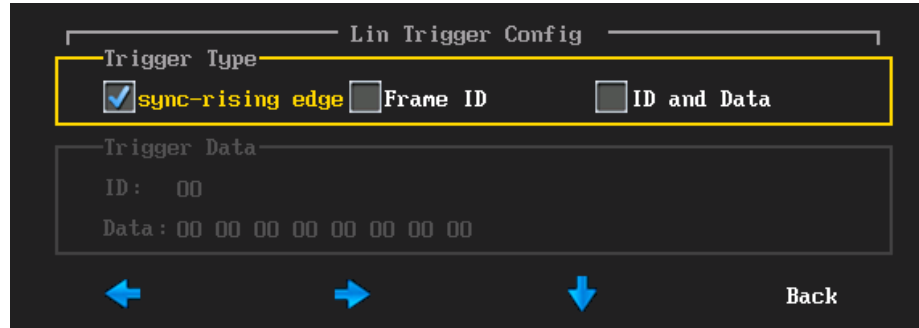 Lin Trigger Config
Trigger Type
sync-rising edge Frame ID ID and Data
Trigger Data
ID: 00
Data: 00 00 00 00 00 00 00 00
Back